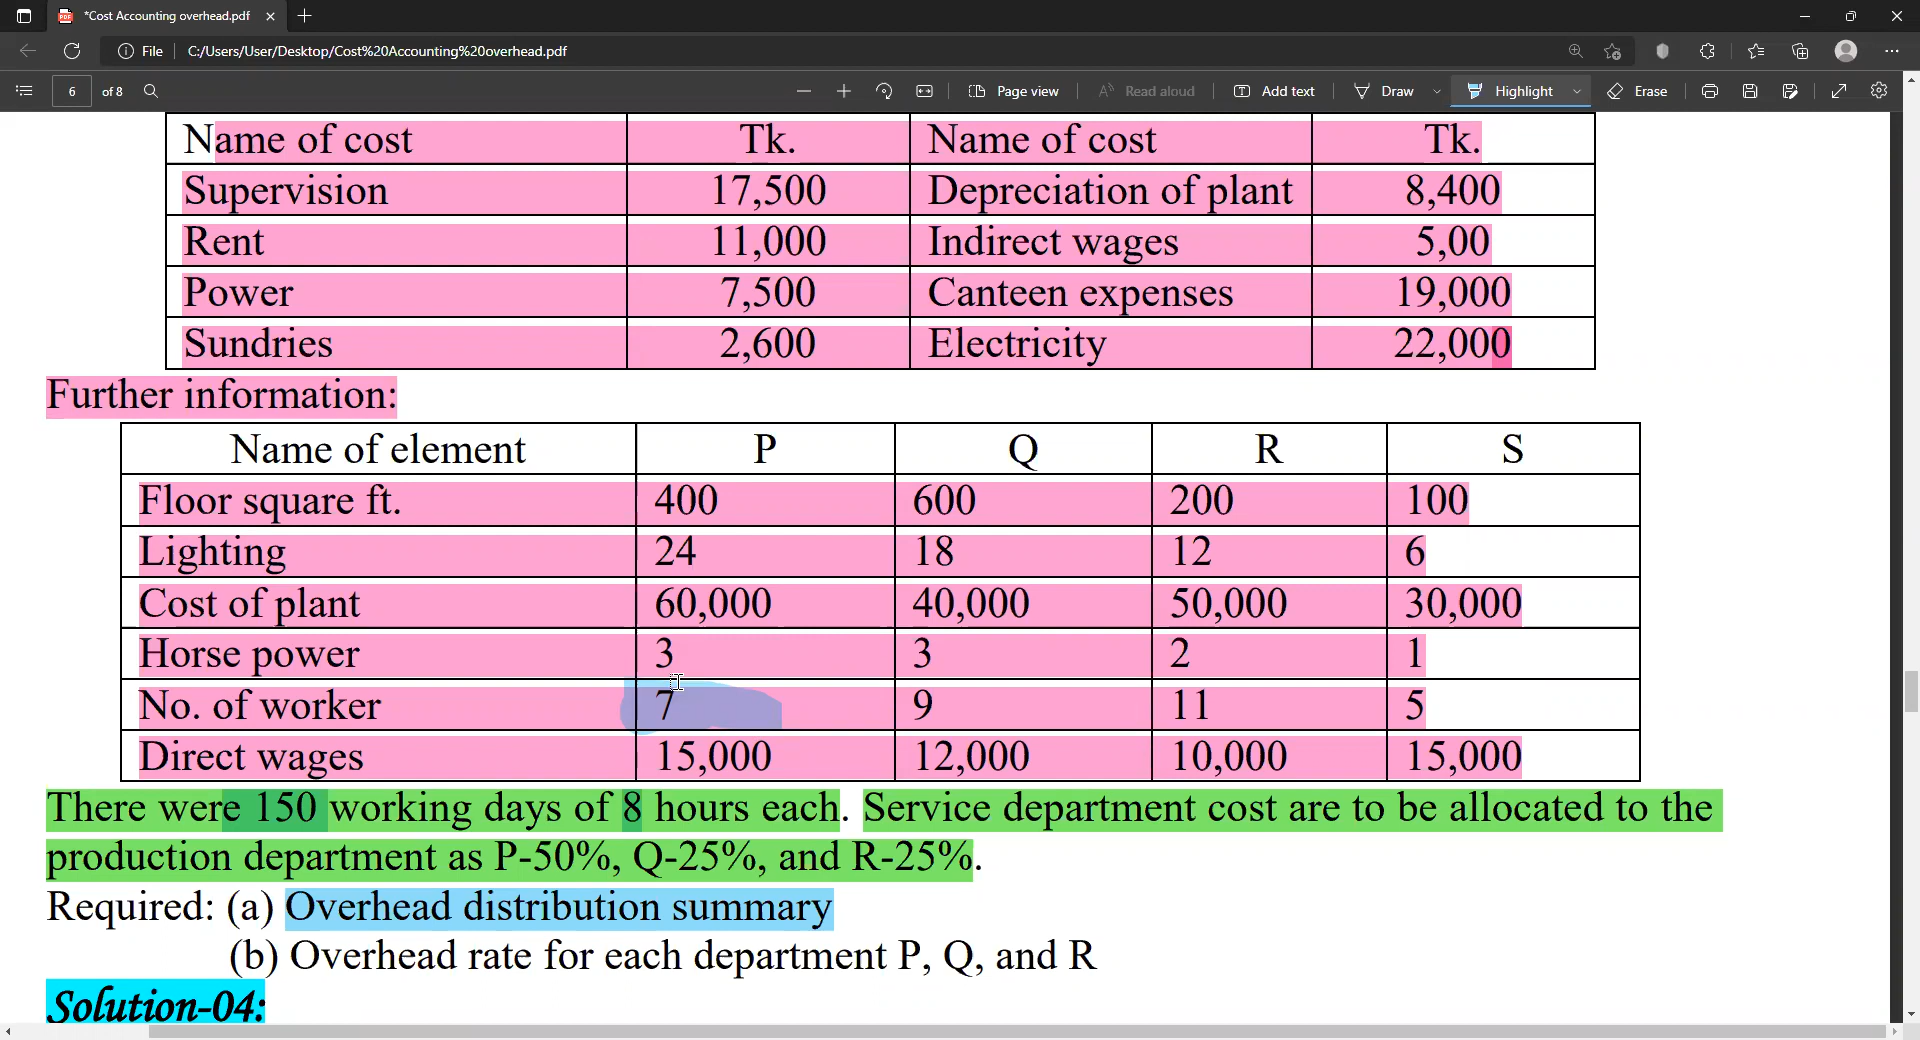 *Cost Accounting overhead.pdf
File C:/Users/User/Desktop/Cost%20Accounting%20overhead.pdf
6 of 8 Page view Read aloud Add text Draw Highlight Erase
Name of cost Tk. Name of cost Tk.
Supervision 17,500 Depreciation of plant 8,400
Rent 11,000 Indirect wages 5,00
Power 7,500 Canteen expenses 19,000
Sundries 2,600 Electricity 22,000
Further information:
Name of element P Q R S
Floor square ft. 400 600 200 100
Lighting 24 18 12 6
Cost of plant 60,000 40,000 50,000 30,000
Horse power 3 3 2 1
No. of worker 7 9 11 5
Direct wages 15,000 12,000 10,000 15,000
There were 150 working days of 8 hours each. Service department cost are to be allocated to the
production department as P-50%, Q-25%, and R-25%.
Required: (a) Overhead distribution summary
(b) Overhead rate for each department P, Q, and R
Solution-04: